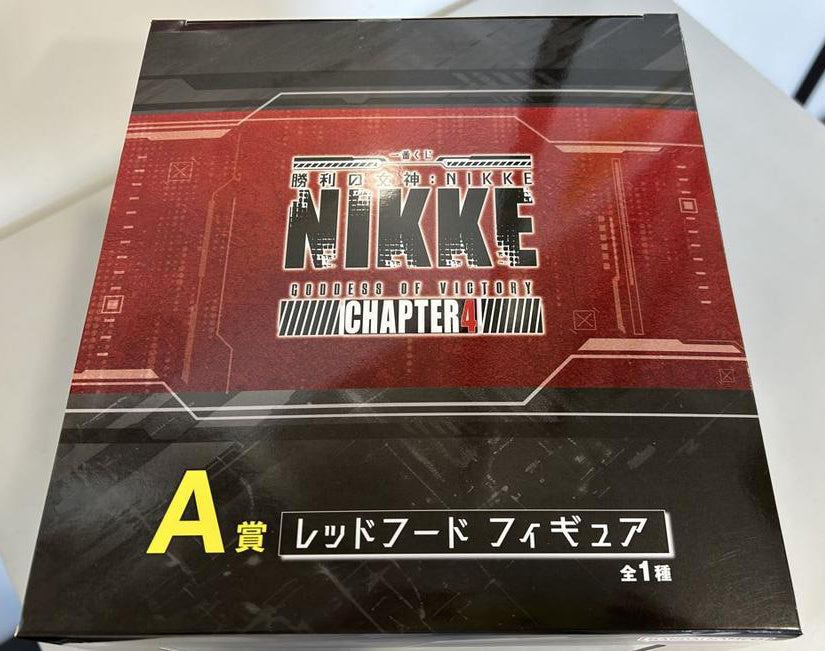 一番くじ
勝利の女神:NIKKE
NIKKE
GODDESS OF VICTORY
CHAPTER4
A賞 レッドフード フィギュア
全1種